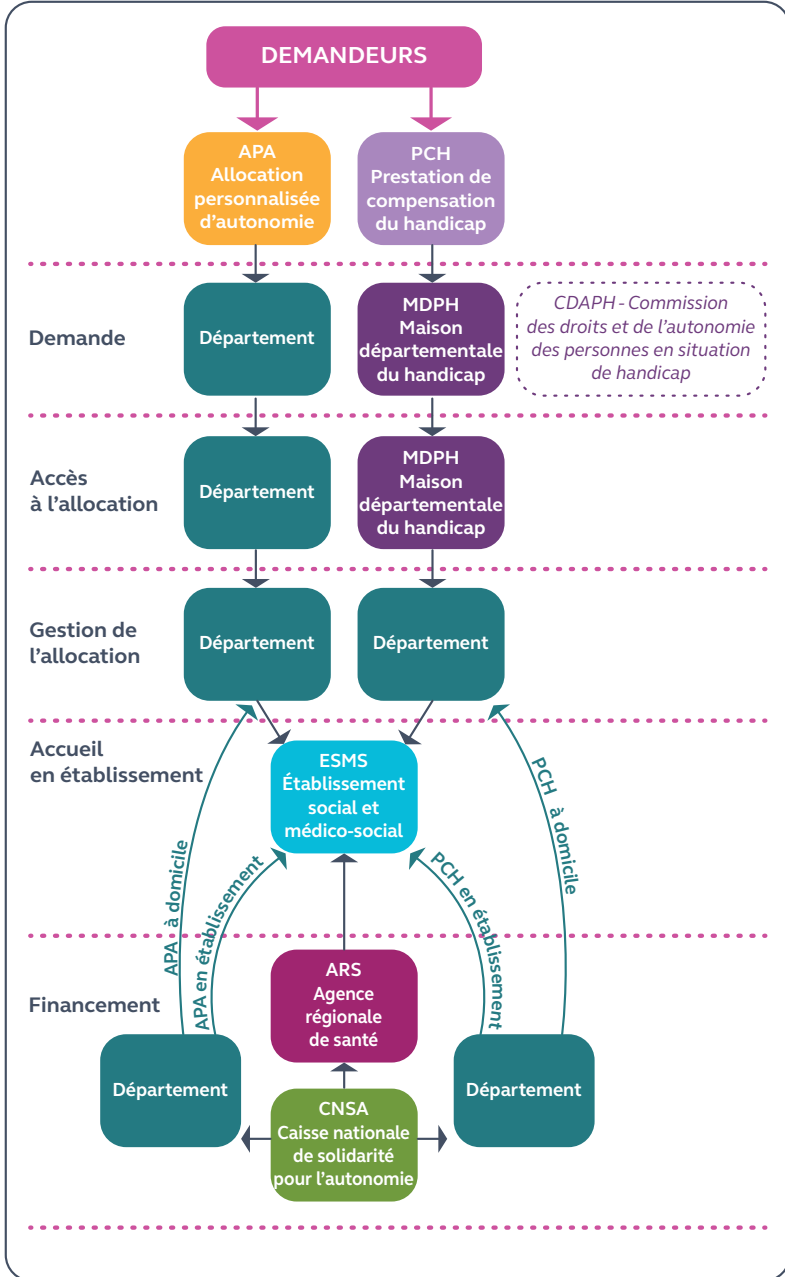 DEMANDEURS
APA
Allocation
personnalisée
d'autonomie
PCH
Prestation de
compensation
du handicap
Demande
Département
MDPH
Maison
départementale
du handicap
CDAPH - Commission
des droits et de l'autonomie
des personnes en situation
de handicap
Accès
à l'allocation
Département
MDPH
Maison
départementale
du handicap
Gestion de
l'allocation
Département
Département
Accueil
en établissement
ESMS
Établissement
social et
médico-social
APA à domicile
APA en établissement
PCH en établissement
PCH à domicile
Financement
ARS
Agence
régionale
de santé
Département
CNSA
Caisse nationale
de solidarité
pour l'autonomie
Département